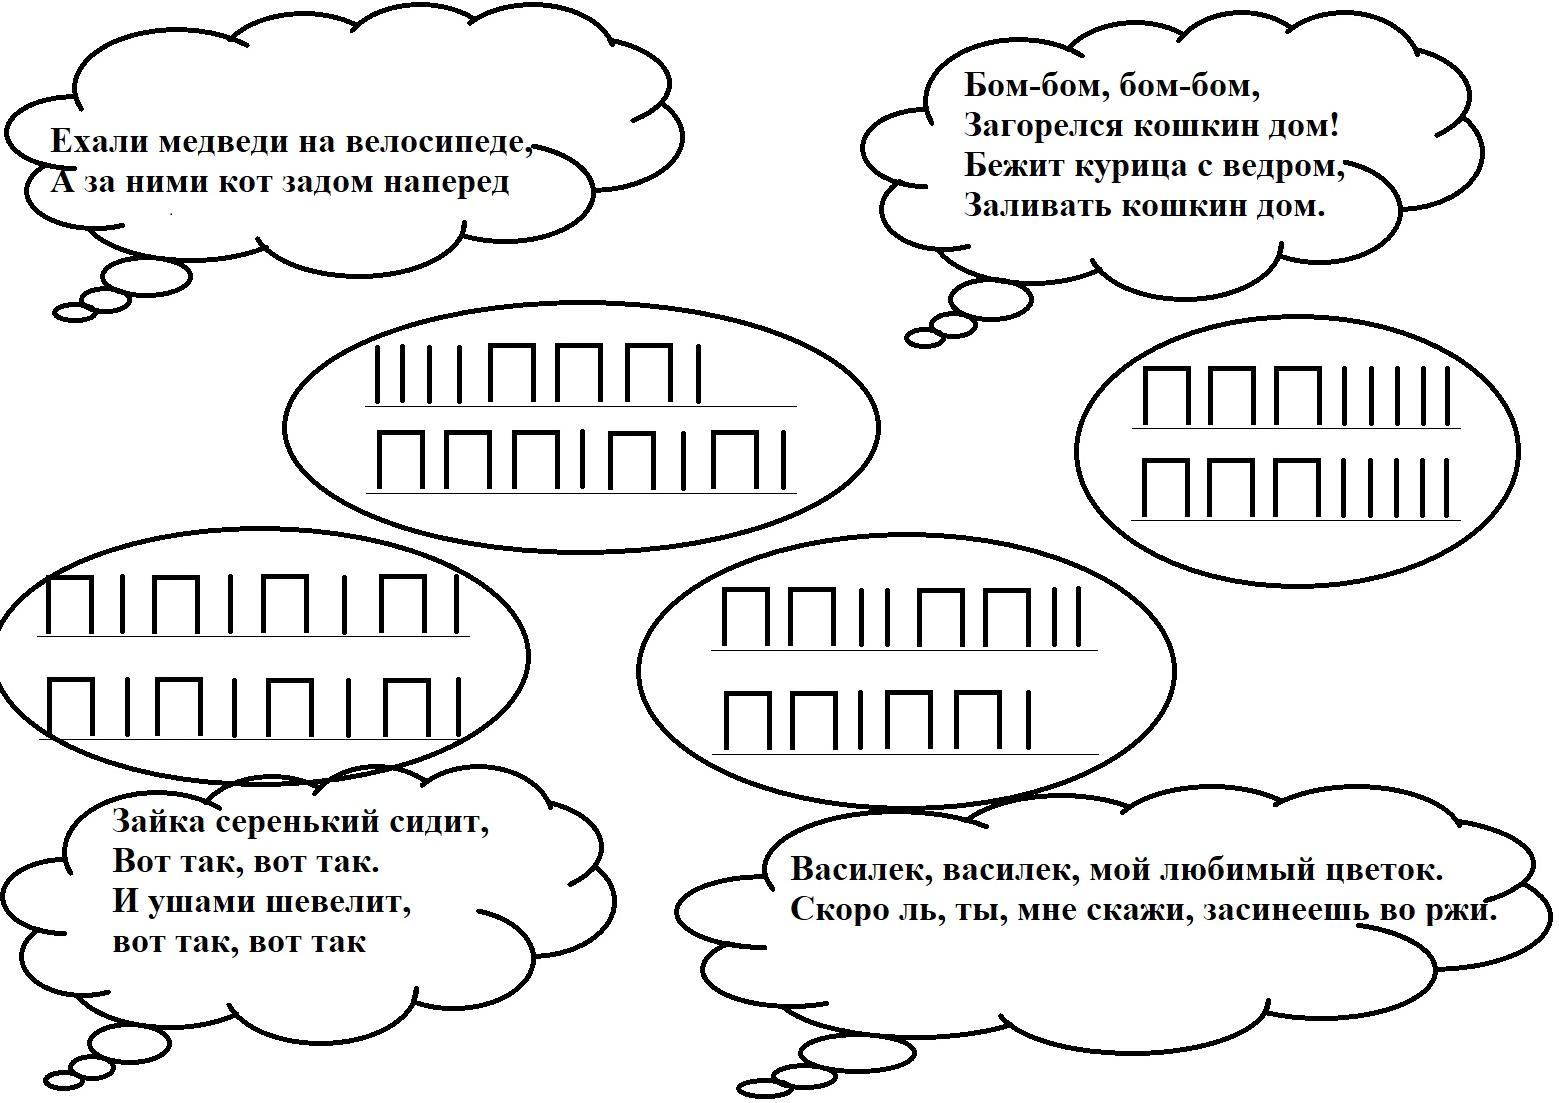 Ехали медведи на велосипеде,
А за ними кот задом наперед
Бом-бом, бом-бом,
Загорелся кошкин дом!
Бежит курица с ведром,
Заливать кошкин дом.
Зайка серенький сидит,
Вот так, вот так.
И ушами шевелит,
вот так, вот так
Василек, василек, мой любимый цветок.
Скоро ль, ты, мне скажи, засинеешь во ржи.